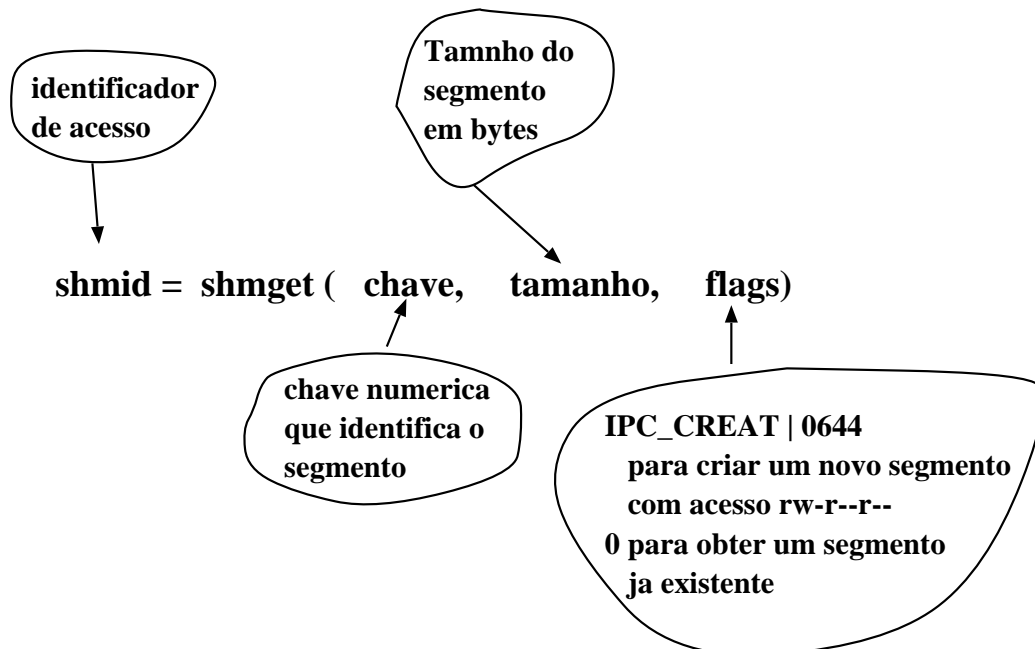 identificador
de acesso
Tamnho do
segmento
em bytes
shmid = shmget ( chave, tamanho, flags)
chave numerica
que identifica o
segmento
IPC_CREAT | 0644
para criar um novo segmento
com acesso rw-r--r--
0 para obter um segmento
ja existente